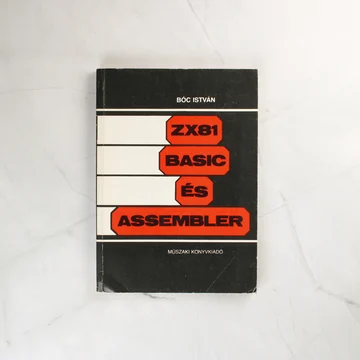 BÓC ISTVÁN
ZX81
BASIC
ÉS
ASSEMBLER
MŰSZAKI KÖNYVKIADÓ